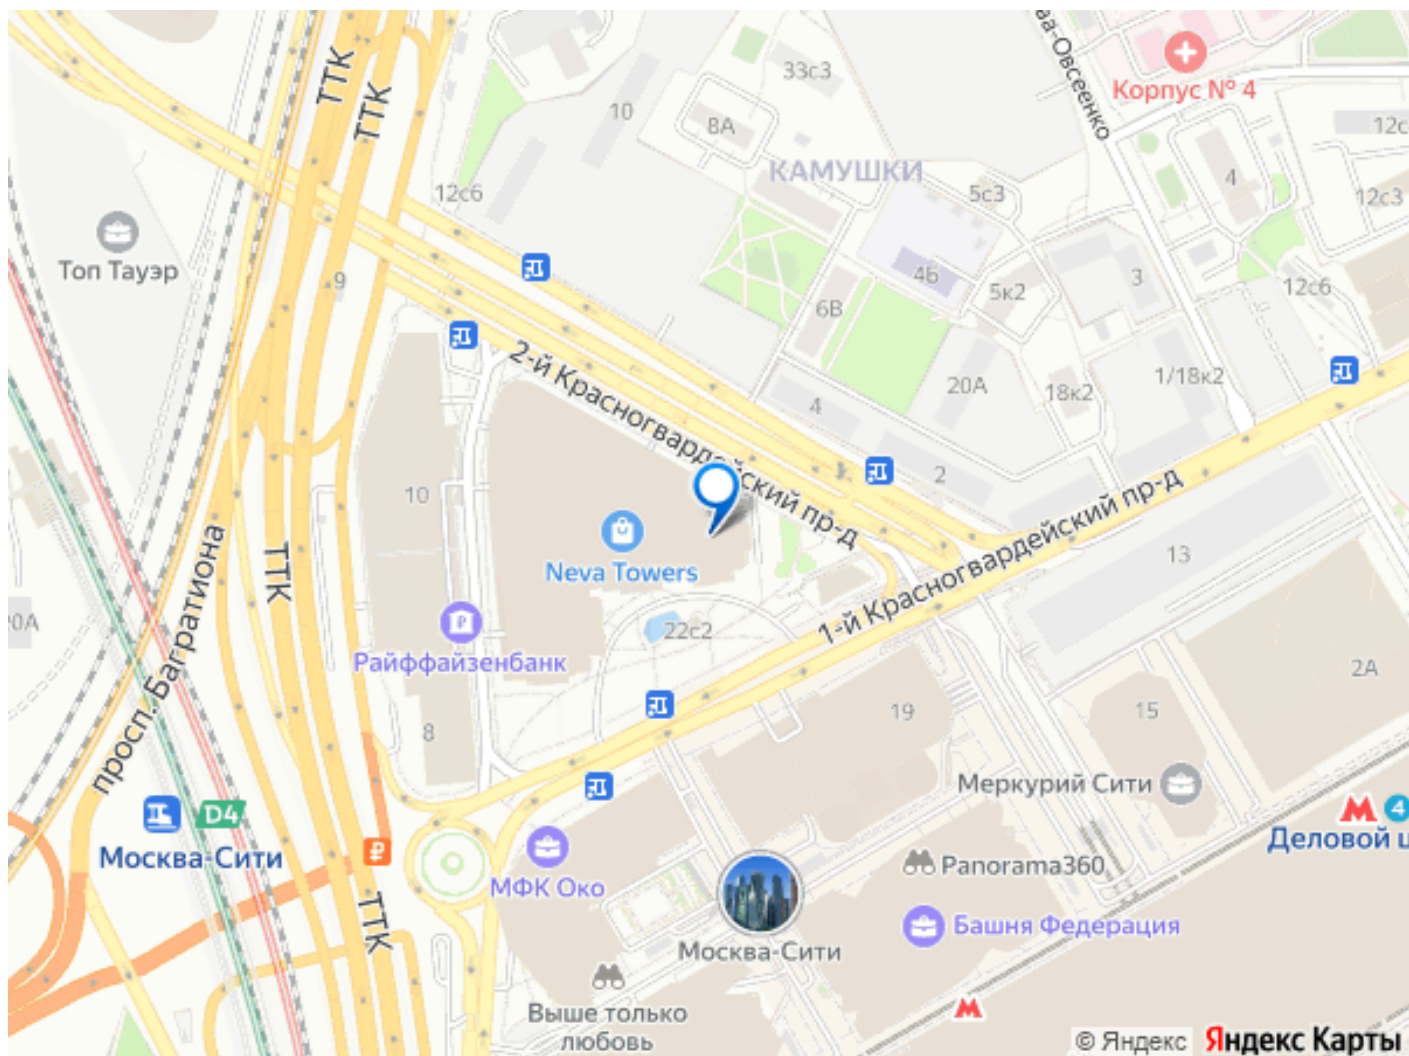 ТТК
ТТК
33с3
10
8А
Корпус № 4
12с
КАМУШКИ
12с6
5с3
4
12с3
Топ Тауэр
9
4Б
5к2
3
12с6
6В
2-й Красногвардейский пр-д
20А
18к2
1/18к2
4
2
10
Neva Towers
1-й Красногвардейский пр-д
13
ТТК
просп. Багратиона
22с2
Райффайзенбанк
2А
8
19
15
Меркурий Сити
D4
Москва-Сити
4
Деловой ц
МФК Око
Panorama360
Башня Федерация
ТТК
Москва-Сити
Выше только
любовь
© Яндекс Яндекс Карты